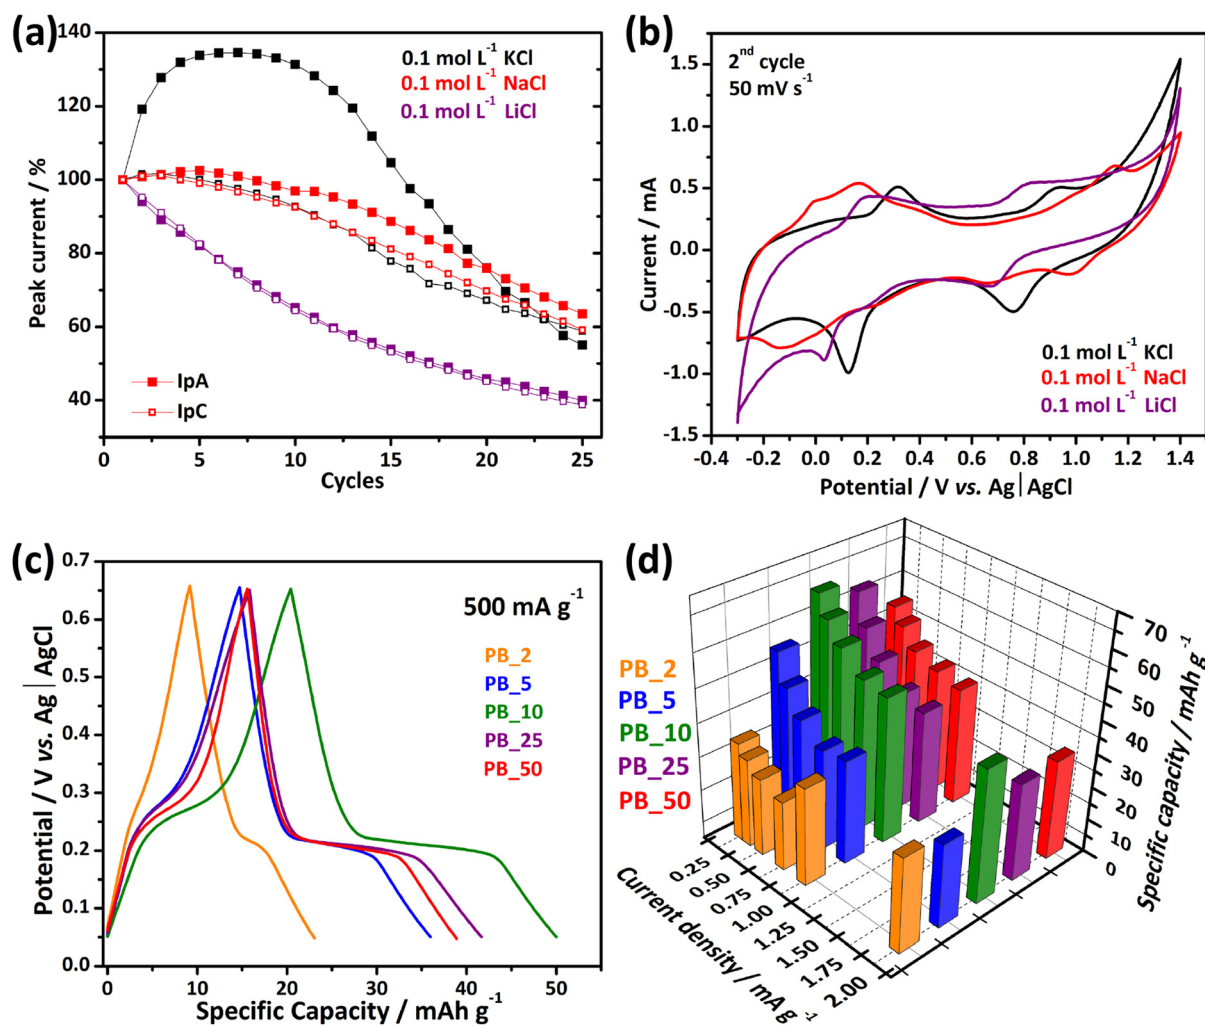 (a)
140
120
100
80
60
40
0
5
10
15
20
25
Peak current / %
Cycles
0.1 mol L⁻¹ KCl
0.1 mol L⁻¹ NaCl
0.1 mol L⁻¹ LiCl
IpA
IpC
(b)
2ⁿᵈ cycle
50 mV s⁻¹
1.5
1.0
0.5
0.0
-0.5
-1.0
-1.5
-0.4
-0.2
0.0
0.2
0.4
0.6
0.8
1.0
1.2
1.4
Current / mA
Potential / V vs. Ag|AgCl
0.1 mol L⁻¹ KCl
0.1 mol L⁻¹ NaCl
0.1 mol L⁻¹ LiCl
(c)
0.7
0.6
0.5
0.4
0.3
0.2
0.1
0.0
0
10
20
30
40
50
Potential / V vs. Ag|AgCl
Specific Capacity / mAh g⁻¹
500 mA g⁻¹
PB_2
PB_5
PB_10
PB_25
PB_50
(d)
PB_2
PB_5
PB_10
PB_25
PB_50
70
60
50
40
30
20
10
0
Specific capacity / mAh g⁻¹
0.25
0.50
0.75
1.00
1.25
1.50
1.75
2.00
Current density / mA g⁻¹